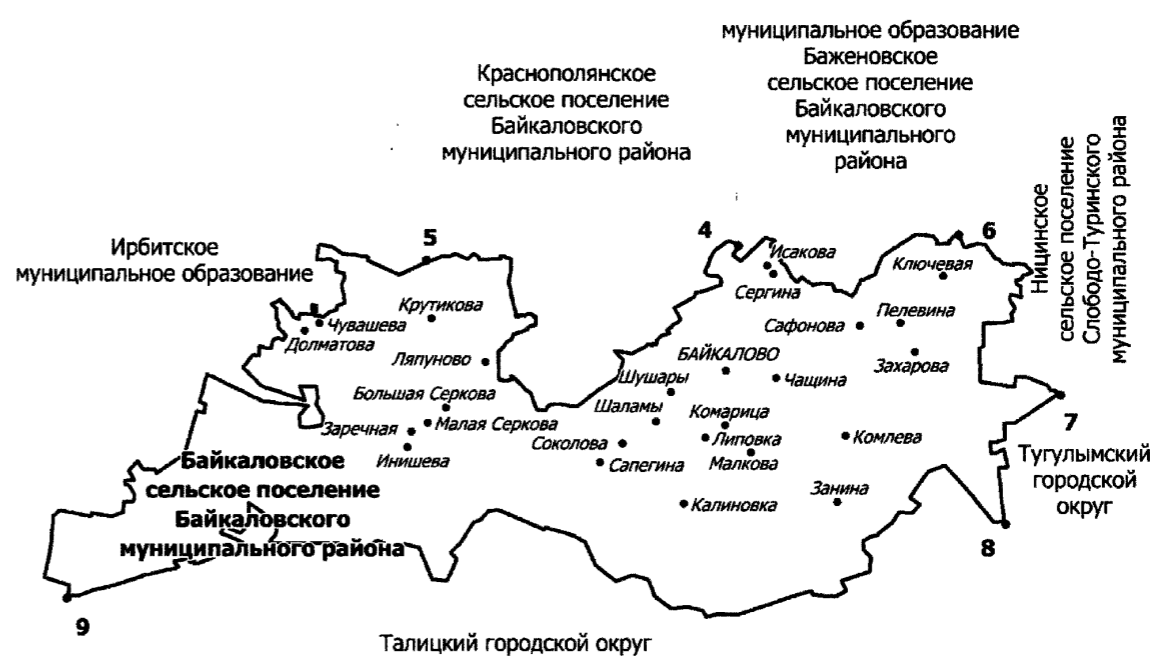 муниципальное образование
Баженовское
сельское поселение
Байкаловского
муниципального
района
Краснополянское
сельское поселение
Байкаловского
муниципального района
Ницинское
сельское поселение
Слободо-Туринского
муниципального района
Ирбитское
муниципальное образование
5
4
6
Исакова
Ключевая
Сергина
Крутикова
Чувашева
Долматова
Сафонова
Пелевина
Ляпуново
БАЙКАЛОВО
Захарова
Шушары
Чащина
Большая Серкова
Шаламы
Комарица
7
Заречная
Малая Серкова
Соколова
Липовка
Комлева
Инишева
Сапегина
Малкова
Тугулымский
городской
округ
Байкаловское
сельское поселение
Байкаловского
муниципального района
Калиновка
Занина
8
9
Талицкий городской округ